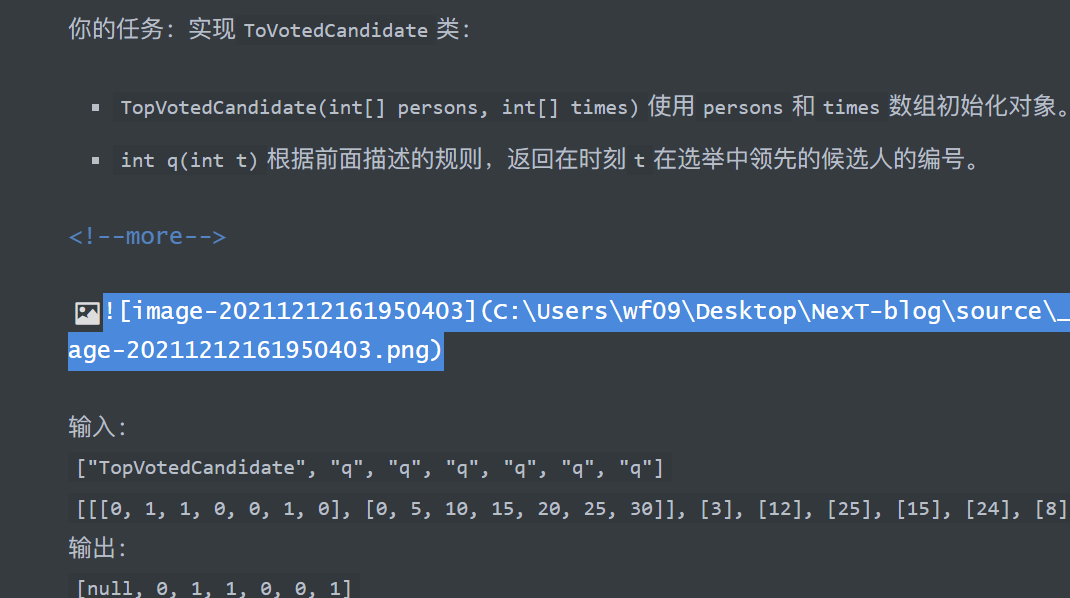 你的任务：实现 ToVotedCandidate 类：
TopVotedCandidate(int[] persons, int[] times) 使用 persons 和 times 数组初始化对象。
int q(int t) 根据前面描述的规则，返回在时刻 t 在选举中领先的候选人的编号。
<!--more-->
![image-20211212161950403](C:\Users\wf09\Desktop\NexT-blog\source\_
age-20211212161950403.png)
输入：
["TopVotedCandidate", "q", "q", "q", "q", "q", "q"]
[[[0, 1, 1, 0, 0, 1, 0], [0, 5, 10, 15, 20, 25, 30]], [3], [12], [25], [15], [24], [8]
输出：
[null, 0, 1, 1, 0, 0, 1]